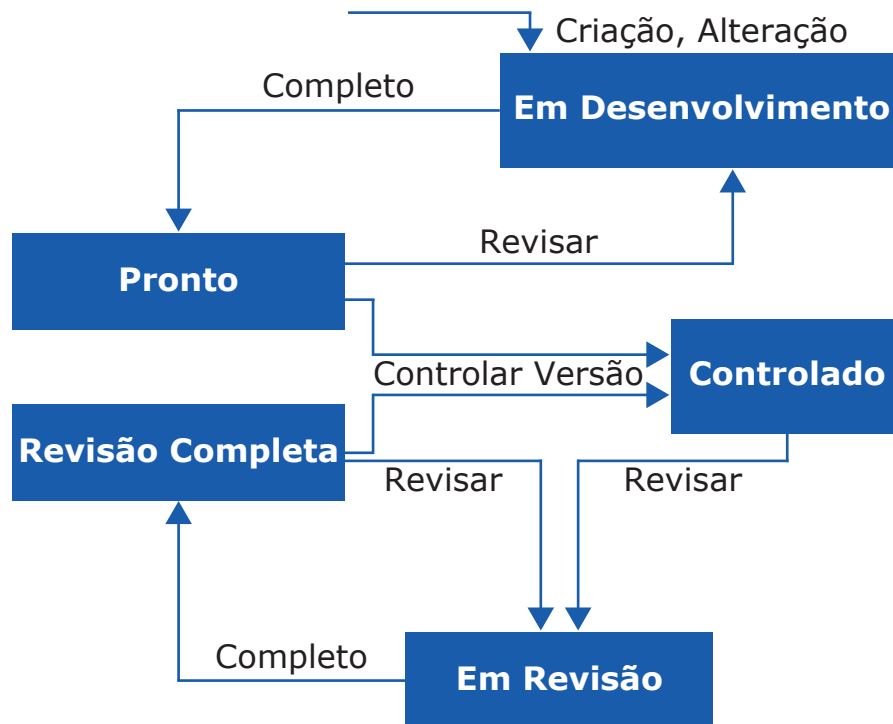 Criação, Alteração
Completo
Em Desenvolvimento
Revisar
Pronto
Controlar Versão
Controlado
Revisão Completa
Revisar
Revisar
Completo
Em Revisão